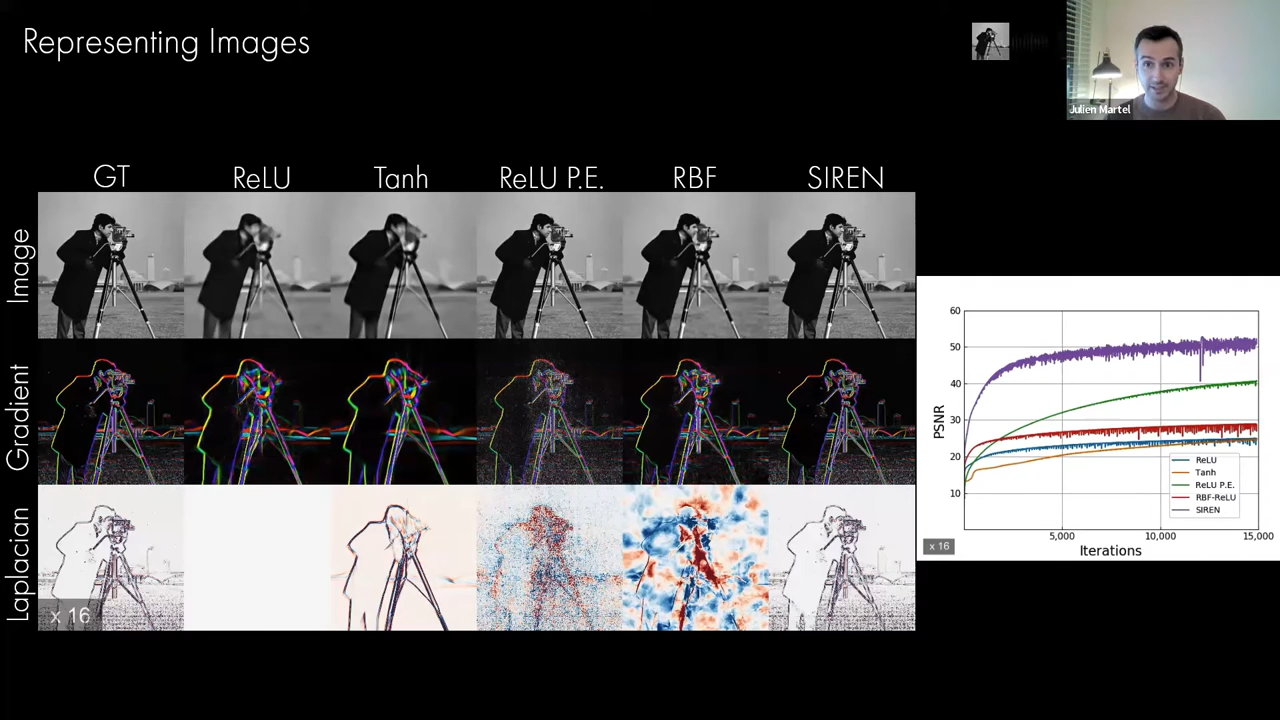 Representing Images
Julien Martel
GT ReLU Tanh ReLU P.E. RBF SIREN
Image
Gradient
Laplacian
x 16
60
50
40
30
20
10
PSNR
5,000 10,000 15,000
Iterations
ReLU
Tanh
ReLU P.E.
RBF-ReLU
SIREN
x 16